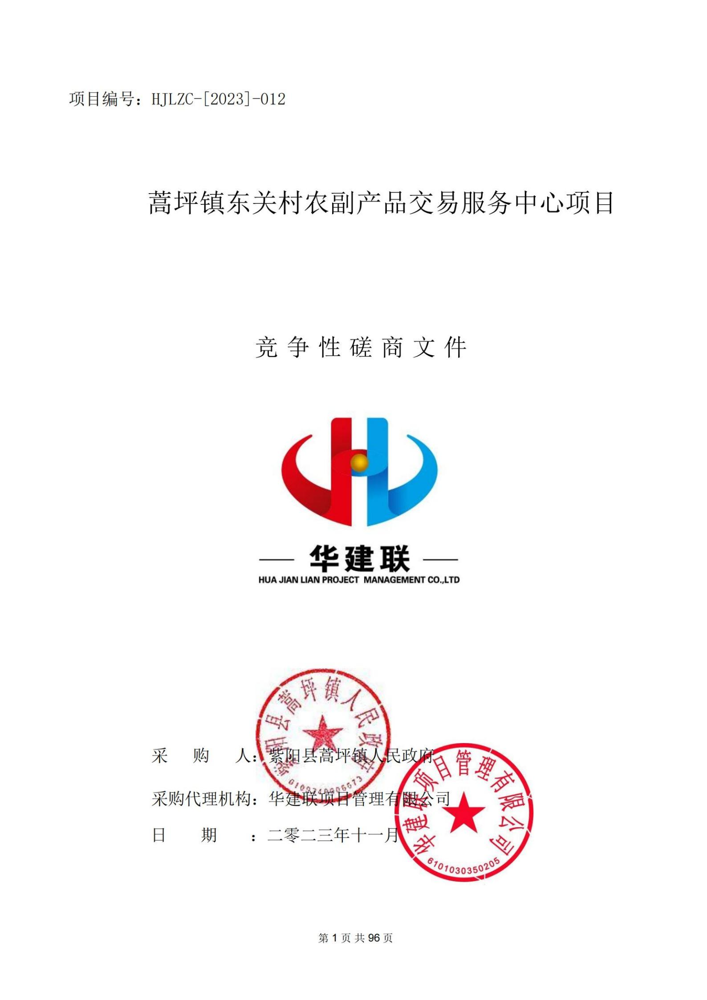 项目编号：HJLZC-[2023]-012
蒿坪镇东关村农副产品交易服务中心项目
竞争性磋商文件
华建联
HUA JIAN LIAN PROJECT MANAGEMENT CO.,LTD
紫阳县蒿坪镇人民政府
采购人：紫阳县蒿坪镇人民政府
采购代理机构：华建联项目管理有限公司
日期：二零二三年十一月
华建联项目管理有限公司
6101030350205
第 1 页 共 96 页